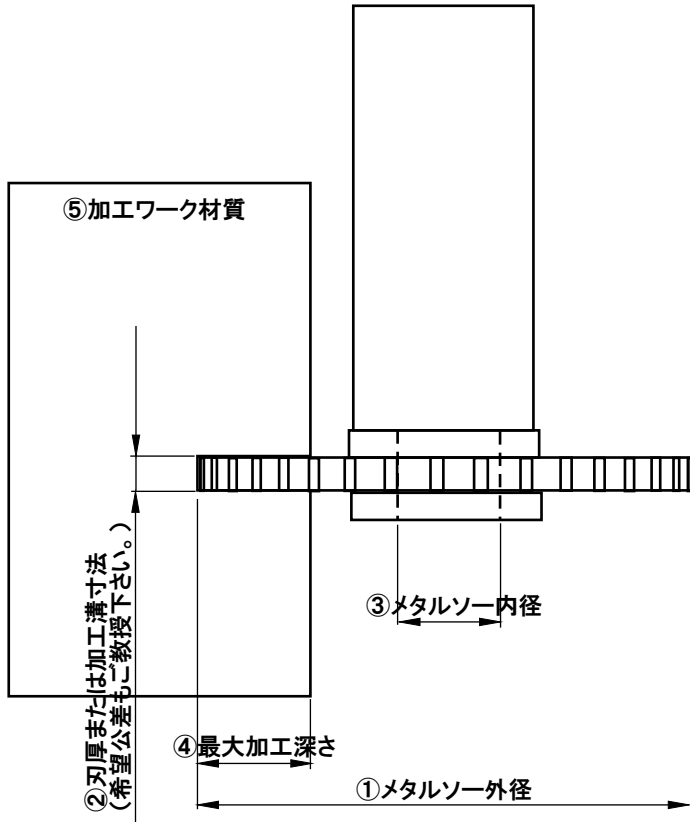 ⑤加工ワーク材質
③メタルソー内径
②刃厚または加工溝寸法
(希望公差もご教授下さい。)
④最大加工深さ
①メタルソー外径